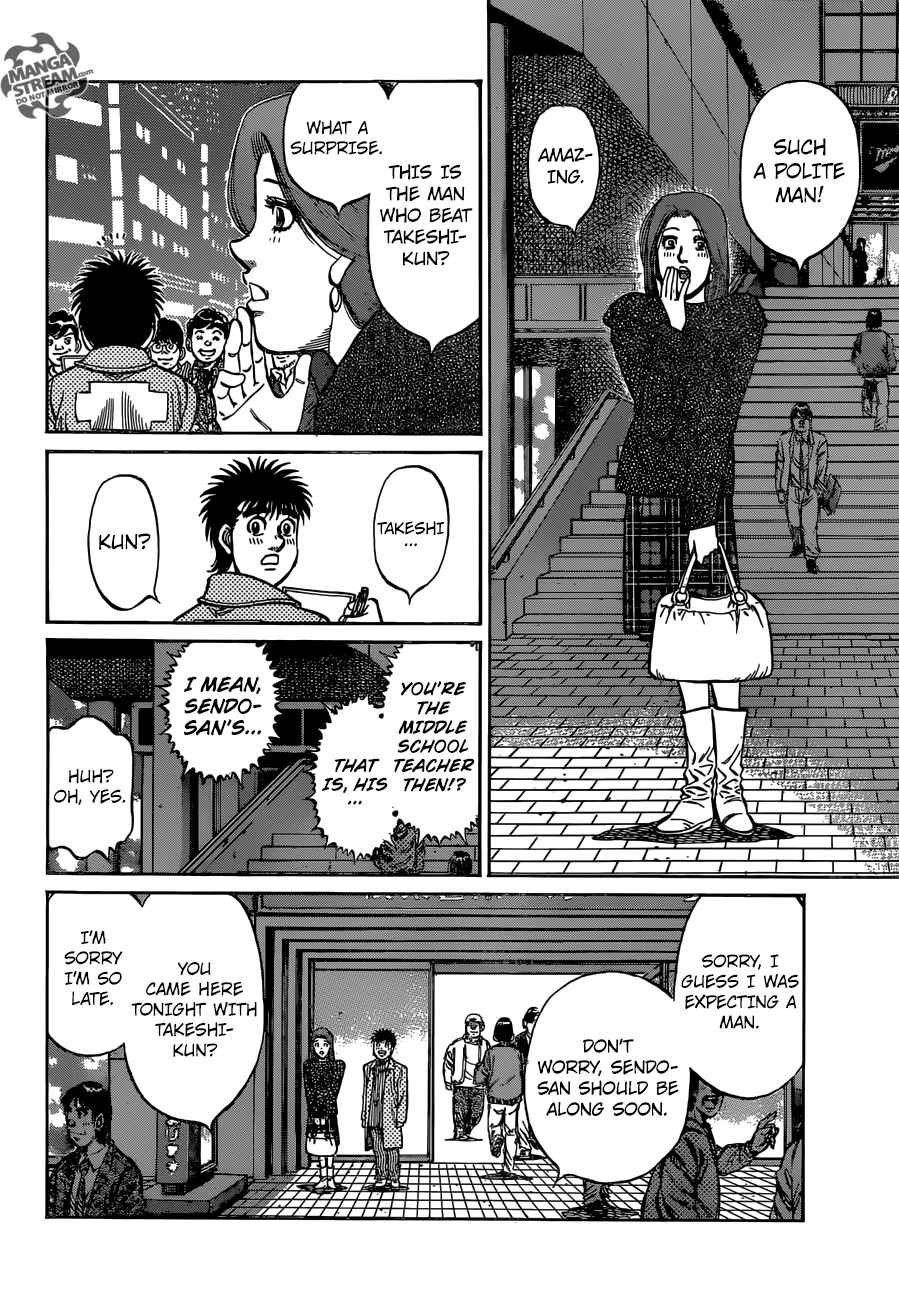 MANGA
STREAM.com
DO NOT MIRROR
SUCH
A POLITE
MAN!
AMAZ-
ING.
WHAT A
SURPRISE.
THIS IS
THE MAN
WHO BEAT
TAKESHI-
KUN?
TAKESHI
...
KUN?
YOU'RE
THE
MIDDLE
SCHOOL
TEACHER
THEN!?
THAT
IS, HIS
...
I MEAN,
SENDO-
SAN'S...
HUH?
OH, YES.
SORRY, I
GUESS I WAS
EXPECTING A
MAN.
DON'T
WORRY, SENDO-
SAN SHOULD BE
ALONG SOON.
YOU
CAME HERE
TONIGHT WITH
TAKESHI-
KUN?
I'M
SORRY
I'M SO
LATE.